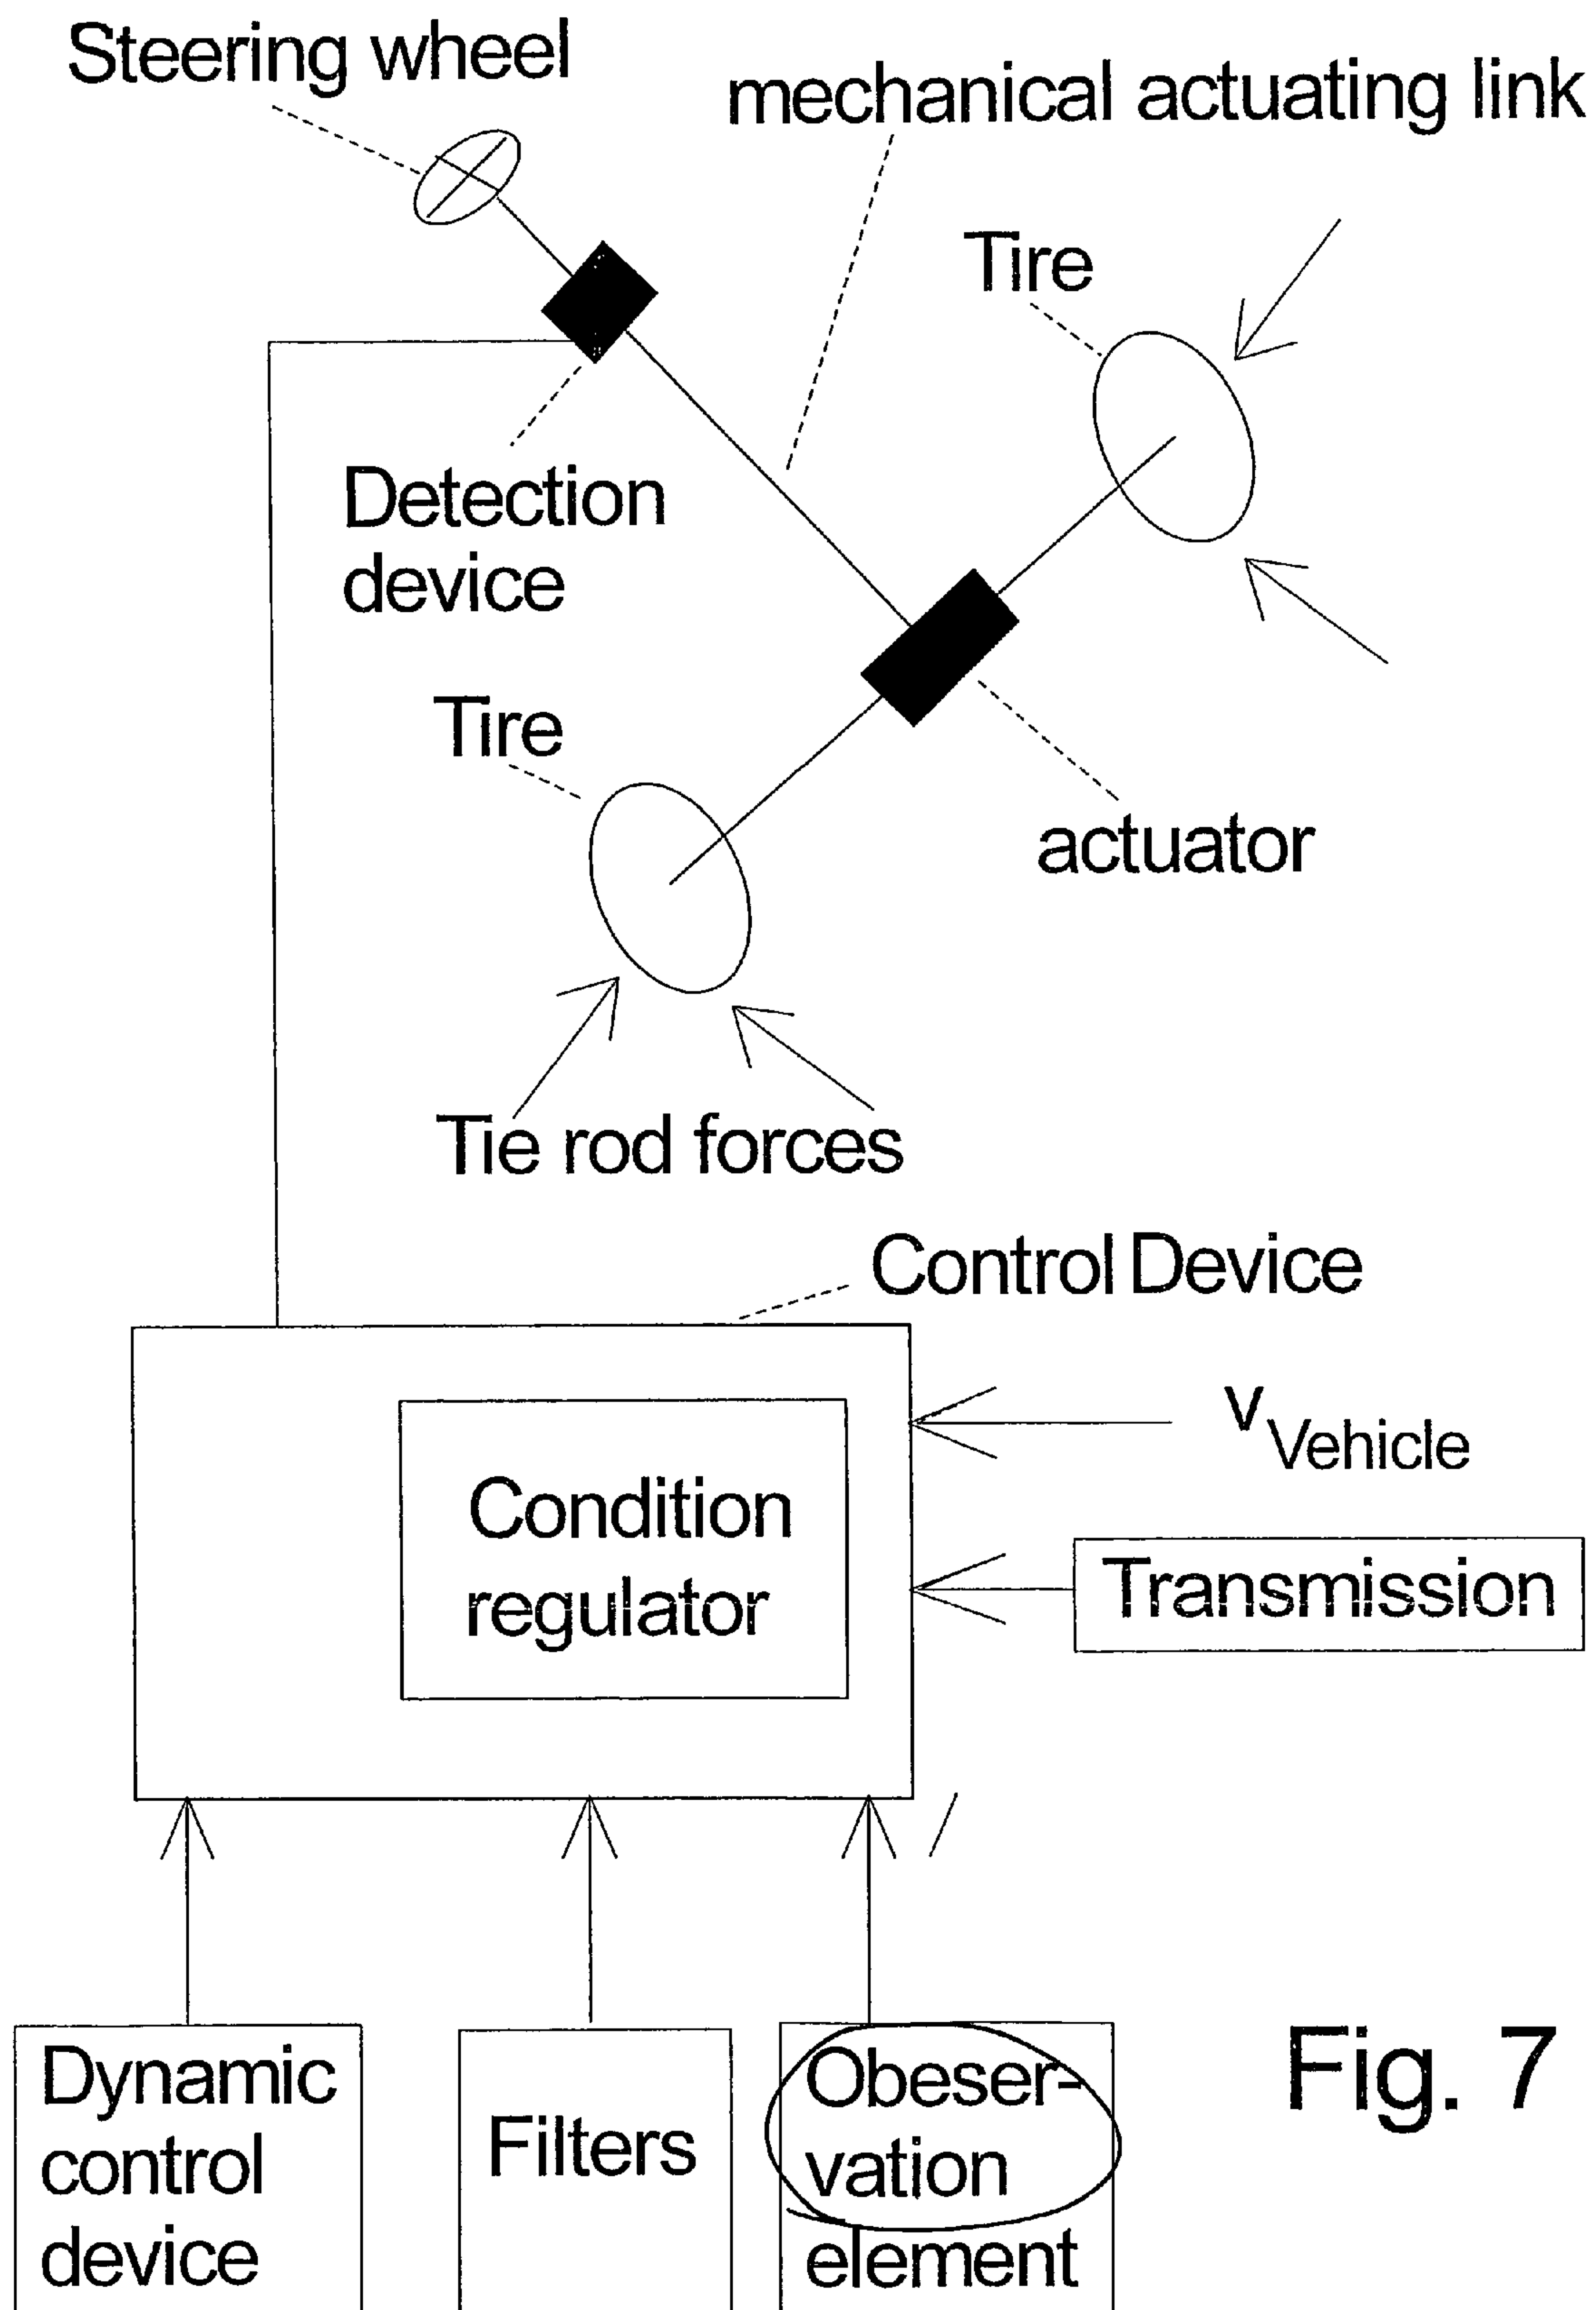 Steering wheel
mechanical actuating link
Tire
Detection
device
Tire
actuator
Tie rod forces
Control Device
v Vehicle
Condition
regulator
Transmission
Dynamic
control
device
Filters
Obeser-
vation
element
Fig. 7